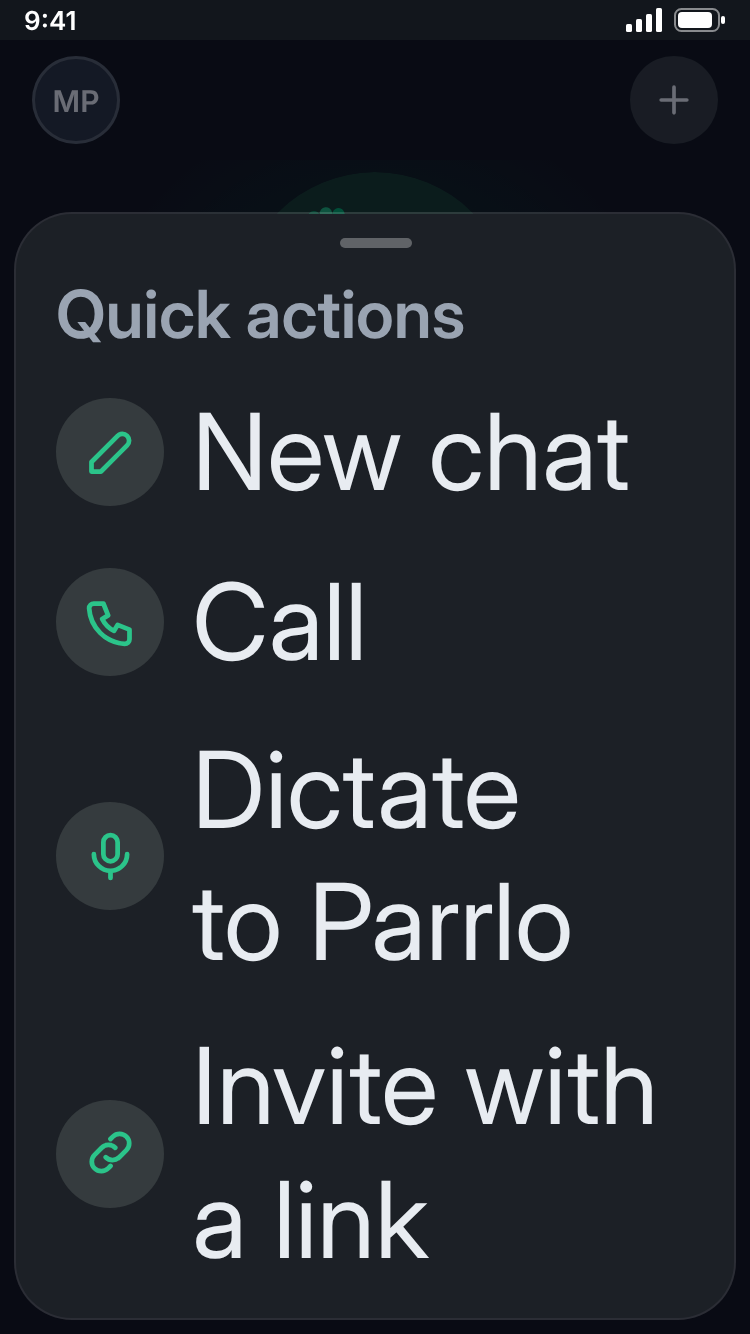 9:41
MP
Quick actions
New chat
Call
Dictate
to Parrlo
Invite with
a link